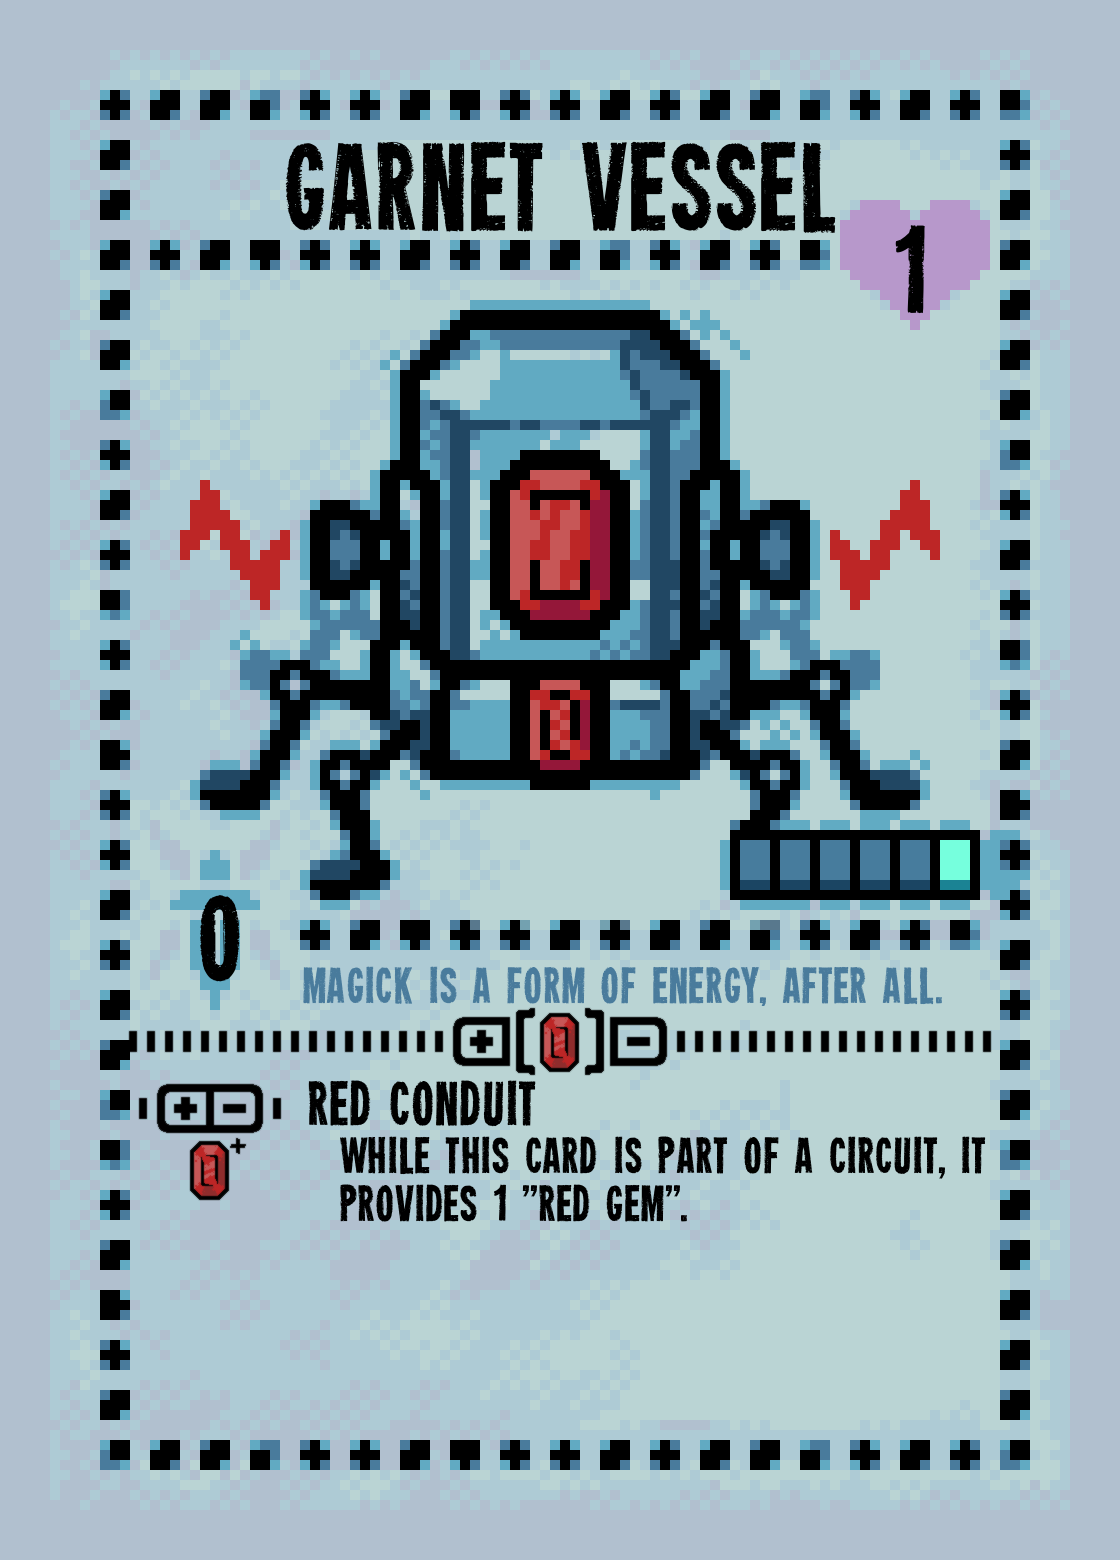 GARNET VESSEL
1
0
MAGICK IS A FORM OF ENERGY, AFTER ALL.
RED CONDUIT
WHILE THIS CARD IS PART OF A CIRCUIT, IT
PROVIDES 1 "RED GEM".